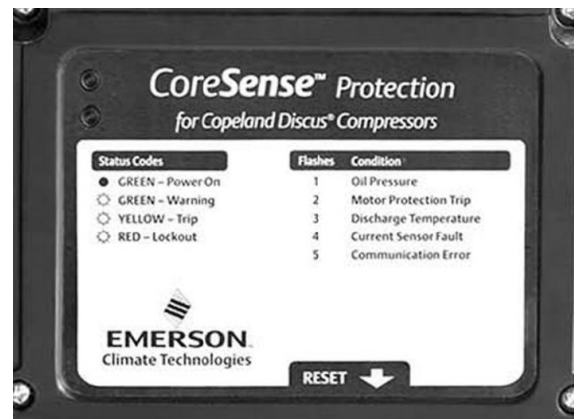 CoreSense™ Protection
for Copeland Discus® Compressors
Status Codes
GREEN – Power On
GREEN – Warning
YELLOW – Trip
RED – Lockout
Flashes Condition
1 Oil Pressure
2 Motor Protection Trip
3 Discharge Temperature
4 Current Sensor Fault
5 Communication Error
EMERSON
Climate Technologies
RESET